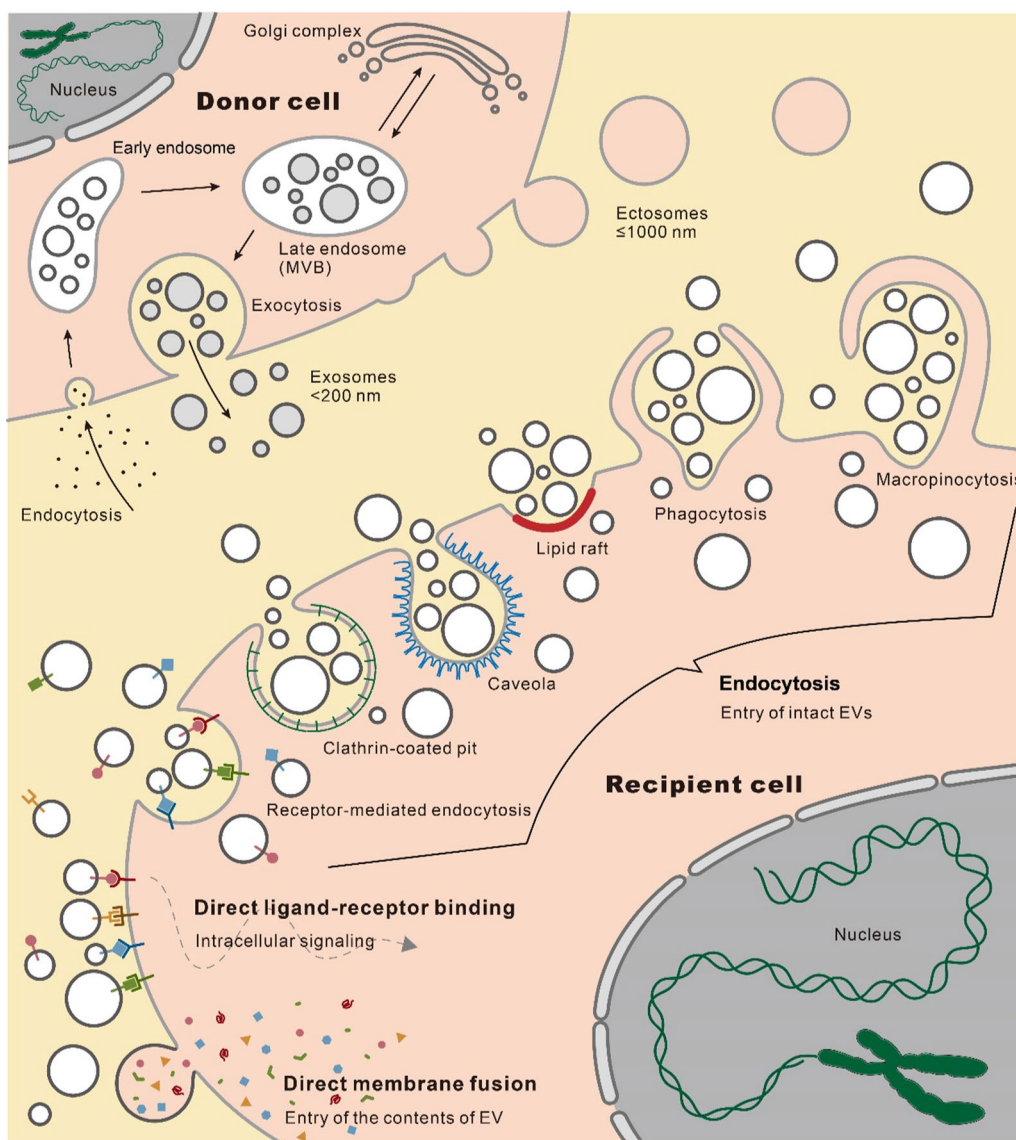 Golgi complex
Nucleus
Donor cell
Early endosome
Late endosome
(MVB)
Ectosomes
≤1000 nm
Exocytosis
Exosomes
<200 nm
Endocytosis
Macropinocytosis
Phagocytosis
Lipid raft
Caveola
Clathrin-coated pit
Endocytosis
Entry of intact EVs
Receptor-mediated endocytosis
Recipient cell
Direct ligand-receptor binding
Intracellular signaling
Nucleus
Direct membrane fusion
Entry of the contents of EV